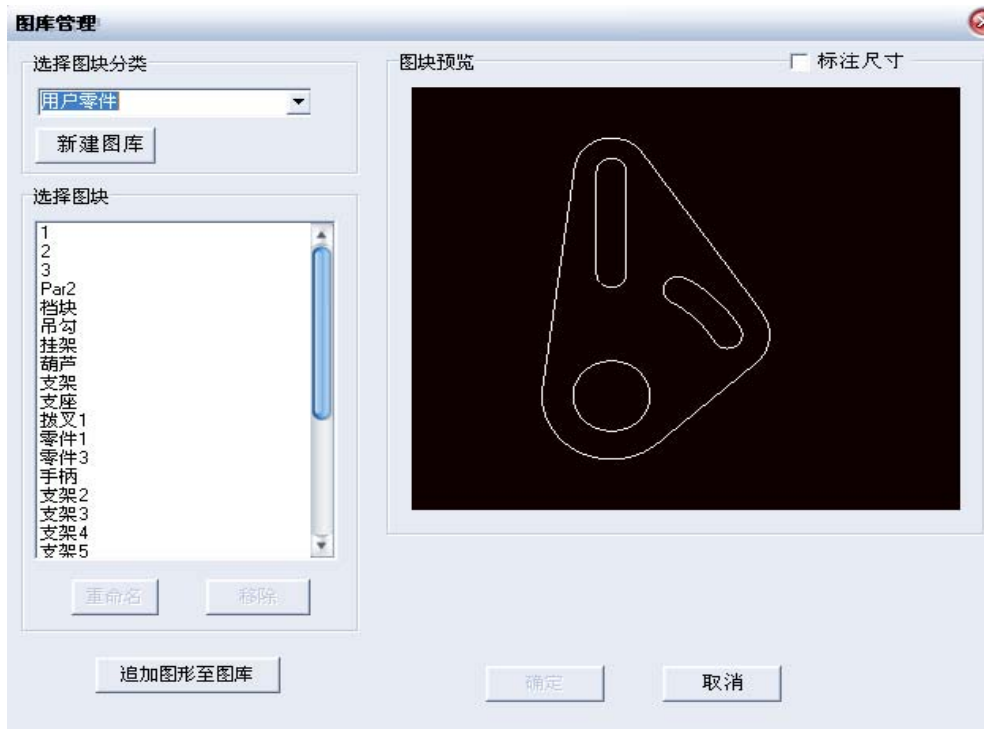 图库管理
选择图块分类
用户零件
新建图库
选择图块
1
2
3
Par2
档块
吊勾
挂架
葫芦
支架
支座
拨叉1
零件1
零件3
手柄
支架2
支架3
支架4
支架5
重命名
移除
追加图形至图库
图块预览
标注尺寸
确定
取消